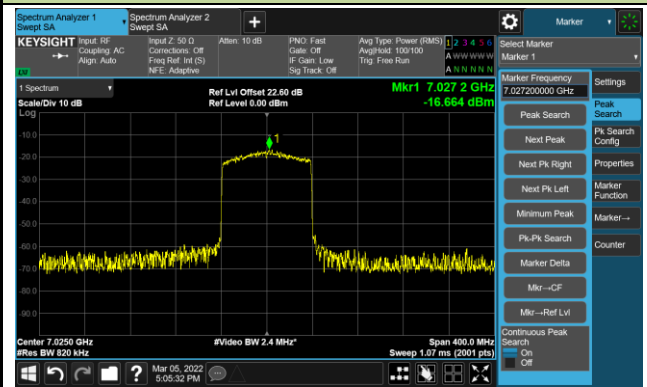 Spectrum Analyzer 1
Swept SA
Spectrum Analyzer 2
Swept SA
+
Marker
KEYSIGHT
Input: RF
Coupling: AC
Align: Auto
Input Z: 50 Ω
Corrections: Off
Freq Ref: Int (S)
NFE: Adaptive
Atten: 10 dB
PNO: Fast
Gate: Off
IF Gain: Low
Sig Track: Off
Avg Type: Power (RMS)
Avg|Hold: 100/100
Trig: Free Run
1 2 3 4 5 6
A W W W W W
A N N N N N
LXI
Select Marker
Marker 1
1 Spectrum
Scale/Div 10 dB
Log
Ref Lvl Offset 22.60 dB
Ref Level 0.00 dBm
Mkr1 7.027 2 GHz
-16.664 dBm
1
-10.0
-20.0
-30.0
-40.0
-50.0
-60.0
-70.0
-80.0
-90.0
Center 7.0250 GHz
#Res BW 820 kHz
#Video BW 2.4 MHz*
Span 400.0 MHz
Sweep 1.07 ms (2001 pts)
Marker Frequency
7.027200000 GHz
Peak Search
Next Peak
Next Pk Right
Next Pk Left
Minimum Peak
Pk-Pk Search
Marker Delta
Mkr→CF
Mkr→Ref Lvl
Continuous Peak
Search
On
Off
Settings
Peak
Search
Pk Search
Config
Properties
Marker
Function
Marker→
Counter
?
Mar 05, 2022
5:05:32 PM